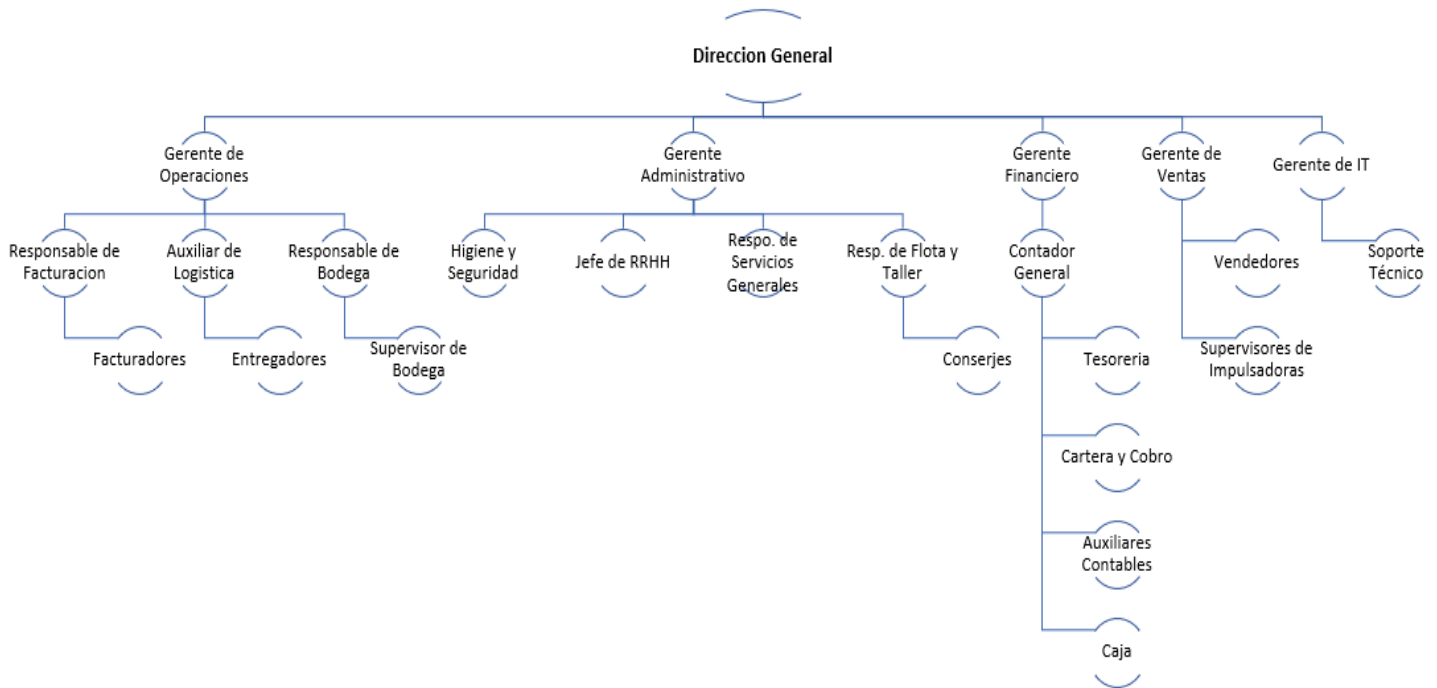 Direccion General
Gerente de
Operaciones
Gerente
Administrativo
Gerente
Financiero
Gerente de
Ventas
Gerente de IT
Responsable de
Facturacion
Auxiliar de
Logistica
Responsable de
Bodega
Higiene y
Seguridad
Jefe de RRHH
Respo. de
Servicios
Generales
Resp. de Flota y
Taller
Contador
General
Vendedores
Soporte
Técnico
Facturadores
Entregadores
Supervisor de
Bodega
Conserjes
Tesoreria
Supervisores de
Impulsadoras
Cartera y Cobro
Auxiliares
Contables
Caja